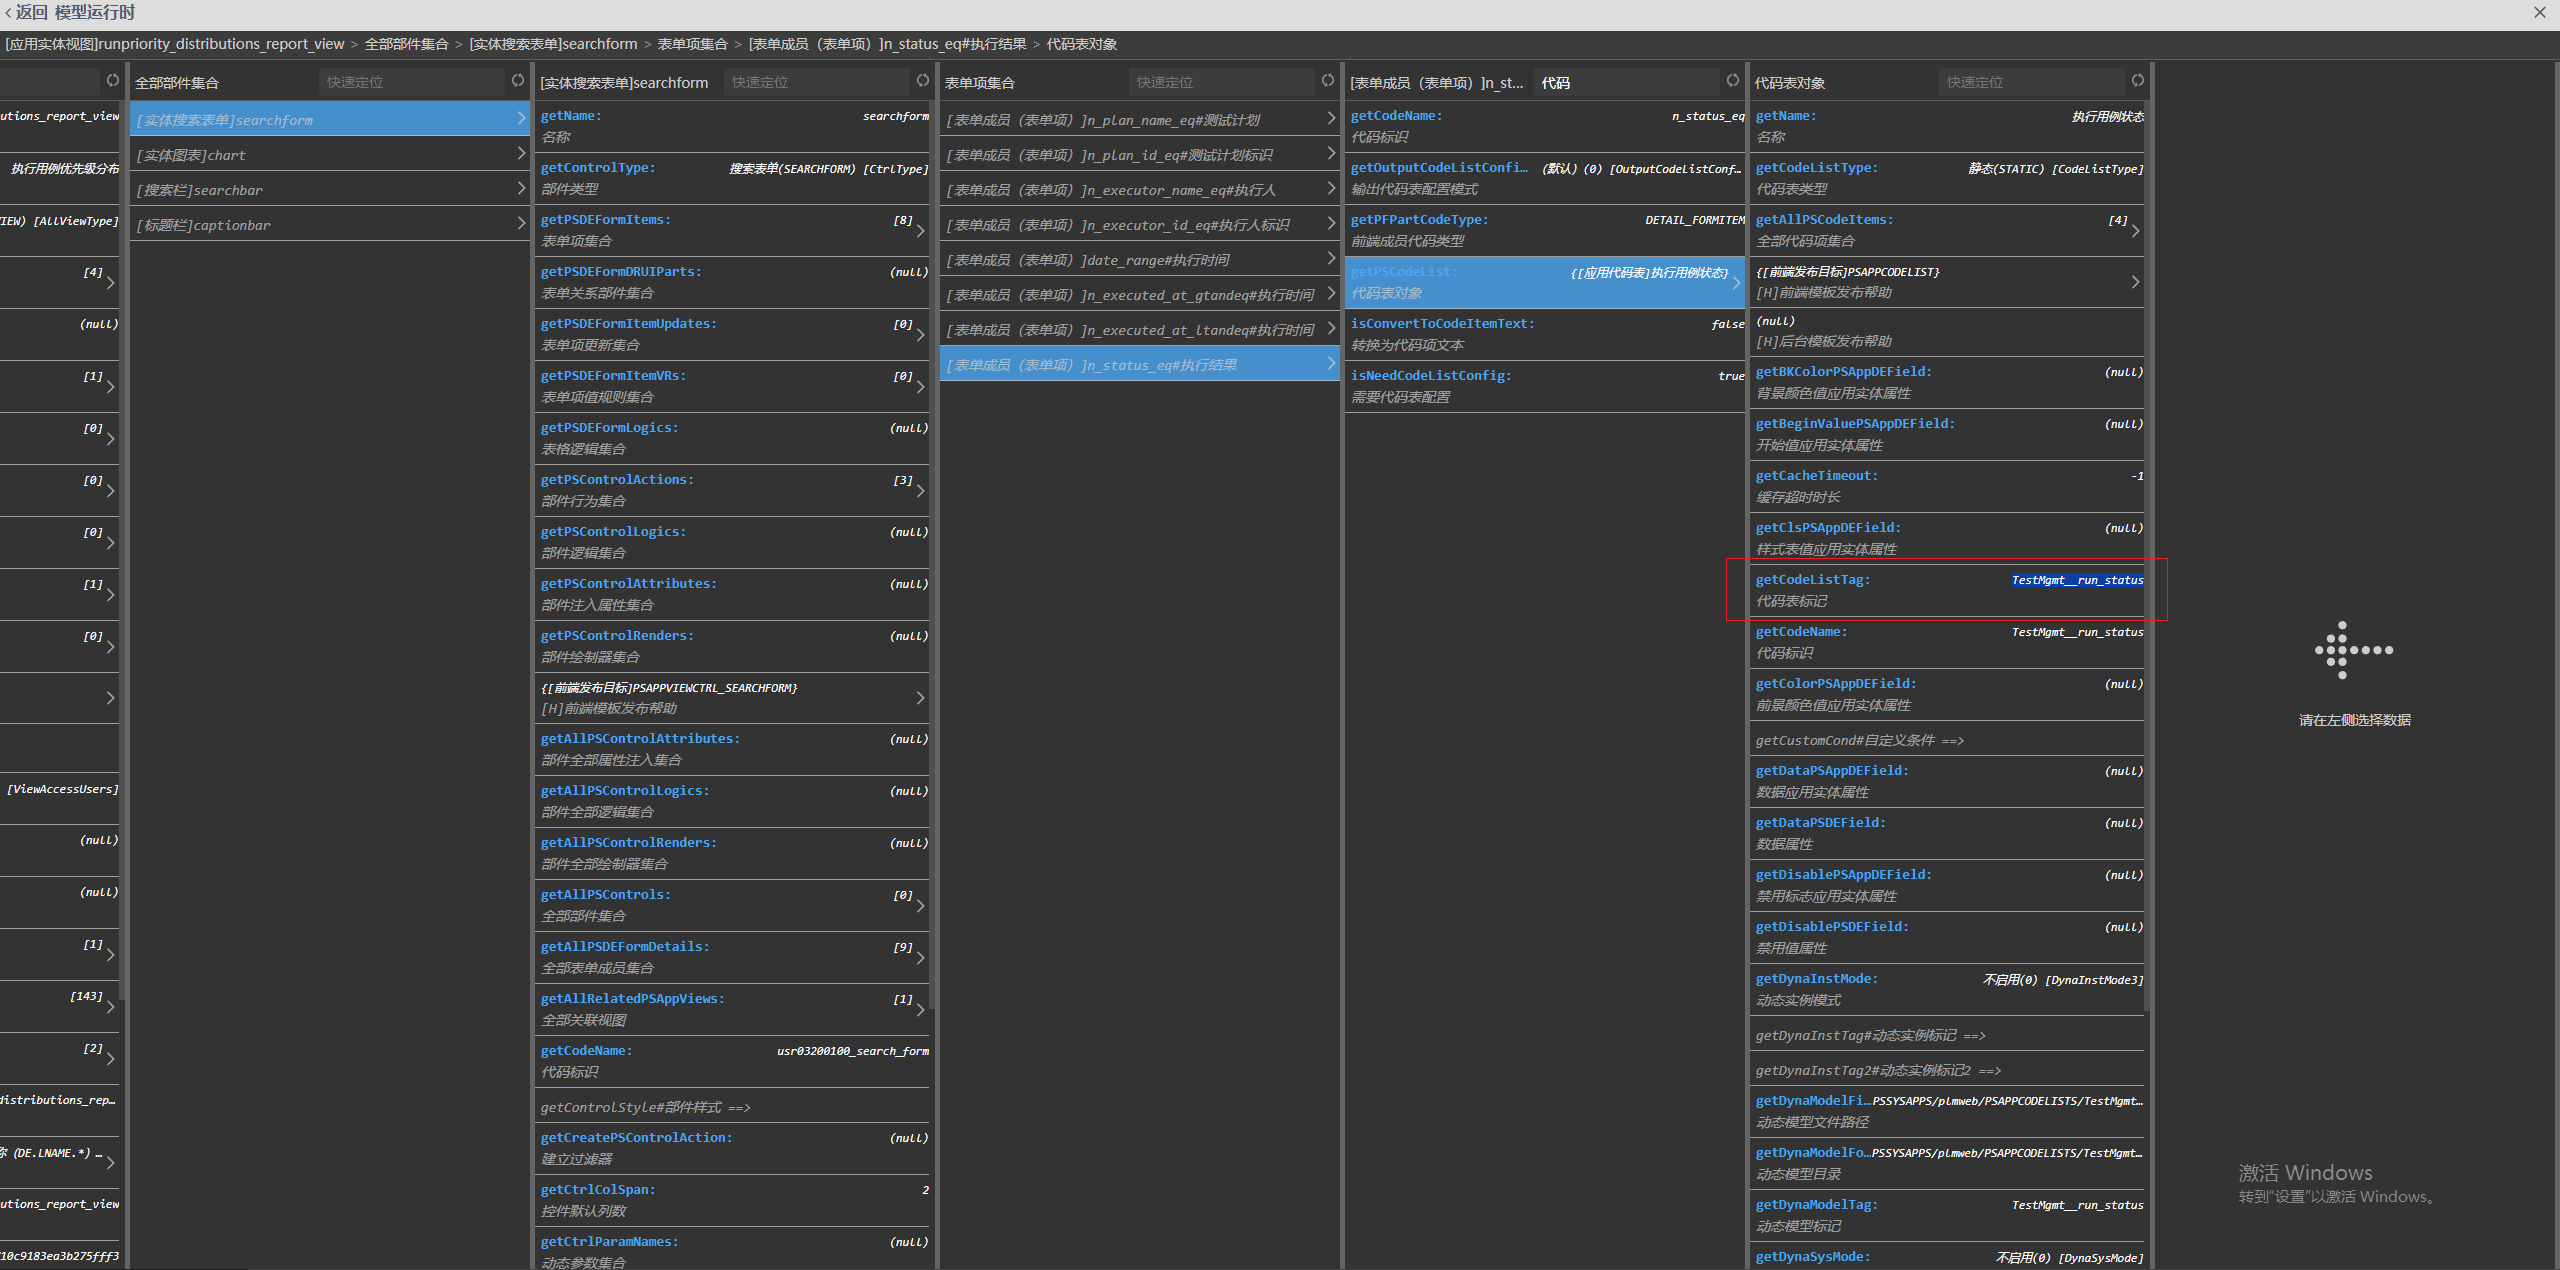 返回 模型运行时
[应用实体视图]runpriority_distributions_report_view > 全部部件集合 > [实体搜索表单]searchform > 表单项集合 > [表单成员（表单项）]n_status_eq#执行结果 > 代码表对象
utions_report_view
执行用例优先级分布
IEW) [AllViewType]
[4]
(null)
[1]
[0]
[0]
[0]
[1]
[0]
[ViewAccessUsers]
(null)
(null)
[1]
[143]
[2]
distributions_rep…
称 (DE.LNAME.*) …
utions_report_view
10c9183ea3b275fff3
全部部件集合 快速定位
[实体搜索表单]searchform
[实体图表]chart
[搜索栏]searchbar
[标题栏]captionbar
[实体搜索表单]searchform 快速定位
getName: searchform
名称
getControlType: 搜索表单(SEARCHFORM) [CtrlType]
部件类型
getPSDEFormItems: [8]
表单项集合
getPSDEFormDRUIParts: (null)
表单关系部件集合
getPSDEFormItemUpdates: [0]
表单项更新集合
getPSDEFormItemVRs: [0]
表单项值规则集合
getPSDEFormLogics: (null)
表格逻辑集合
getPSControlActions: [3]
部件行为集合
getPSControlLogics: (null)
部件逻辑集合
getPSControlAttributes: (null)
部件注入属性集合
getPSControlRenders: (null)
部件绘制器集合
{[前端发布目标]PSAPPVIEWCTRL_SEARCHFORM}
[H]前端模板发布帮助
getAllPSControlAttributes: (null)
部件全部属性注入集合
getAllPSControlLogics: (null)
部件全部逻辑集合
getAllPSControlRenders: (null)
部件全部绘制器集合
getAllPSControls: [0]
全部部件集合
getAllPSDEFormDetails: [9]
全部表单成员集合
getAllRelatedPSAppViews: [1]
全部关联视图
getCodeName: usr03200100_search_form
代码标识
getControlStyle#部件样式 ==>
getCreatePSControlAction: (null)
建立过滤器
getCtrlColSpan: 2
控件默认列数
getCtrlParamNames: (null)
动态参数集合
表单项集合 快速定位
[表单成员（表单项）]n_plan_name_eq#测试计划
[表单成员（表单项）]n_plan_id_eq#测试计划标识
[表单成员（表单项）]n_executor_name_eq#执行人
[表单成员（表单项）]n_executor_id_eq#执行人标识
[表单成员（表单项）]date_range#执行时间
[表单成员（表单项）]n_executed_at_gtandeq#执行时间
[表单成员（表单项）]n_executed_at_ltandeq#执行时间
[表单成员（表单项）]n_status_eq#执行结果
[表单成员（表单项）]n_st... 代码
getCodeName: n_status_eq
代码标识
getOutputCodeListConfi… (默认) (0) [OutputCodeListConf…
输出代码表配置模式
getPFPartCodeType: DETAIL_FORMITEM
前端成员代码类型
getPSCodeList: {[应用代码表]执行用例状态}
代码表对象
isConvertToCodeItemText: false
转换为代码项文本
isNeedCodeListConfig: true
需要代码表配置
代码表对象 快速定位
getName: 执行用例状态
名称
getCodeListType: 静态(STATIC) [CodeListType]
代码表类型
getAllPSCodeItems: [4]
全部代码项集合
{[前端发布目标]PSAPPCODELIST}
[H]前端模板发布帮助
(null)
[H]后台模板发布帮助
getBKColorPSAppDEField: (null)
背景颜色值应用实体属性
getBeginValuePSAppDEField: (null)
开始值应用实体属性
getCacheTimeout: -1
缓存超时时长
getClsPSAppDEField: (null)
样式表值应用实体属性
getCodeListTag: TestMgmt__run_status
代码表标记
getCodeName: TestMgmt__run_status
代码标识
getColorPSAppDEField: (null)
前景颜色值应用实体属性
getCustomCond#自定义条件 ==>
getDataPSAppDEField: (null)
数据应用实体属性
getDataPSDEField: (null)
数据属性
getDisablePSAppDEField: (null)
禁用标志应用实体属性
getDisablePSDEField: (null)
禁用值属性
getDynaInstMode: 不启用(0) [DynaInstMode3]
动态实例模式
getDynaInstTag#动态实例标记 ==>
getDynaInstTag2#动态实例标记2 ==>
getDynaModelFi…PSSYSAPPS/plmweb/PSAPPCODELISTS/TestMgmt…
动态模型文件路径
getDynaModelFo…PSSYSAPPS/plmweb/PSAPPCODELISTS/TestMgmt…
动态模型目录
getDynaModelTag: TestMgmt__run_status
动态模型标记
getDynaSysMode: 不启用(0) [DynaSysMode]
请在左侧选择数据
激活 Windows
转到“设置”以激活 Windows。